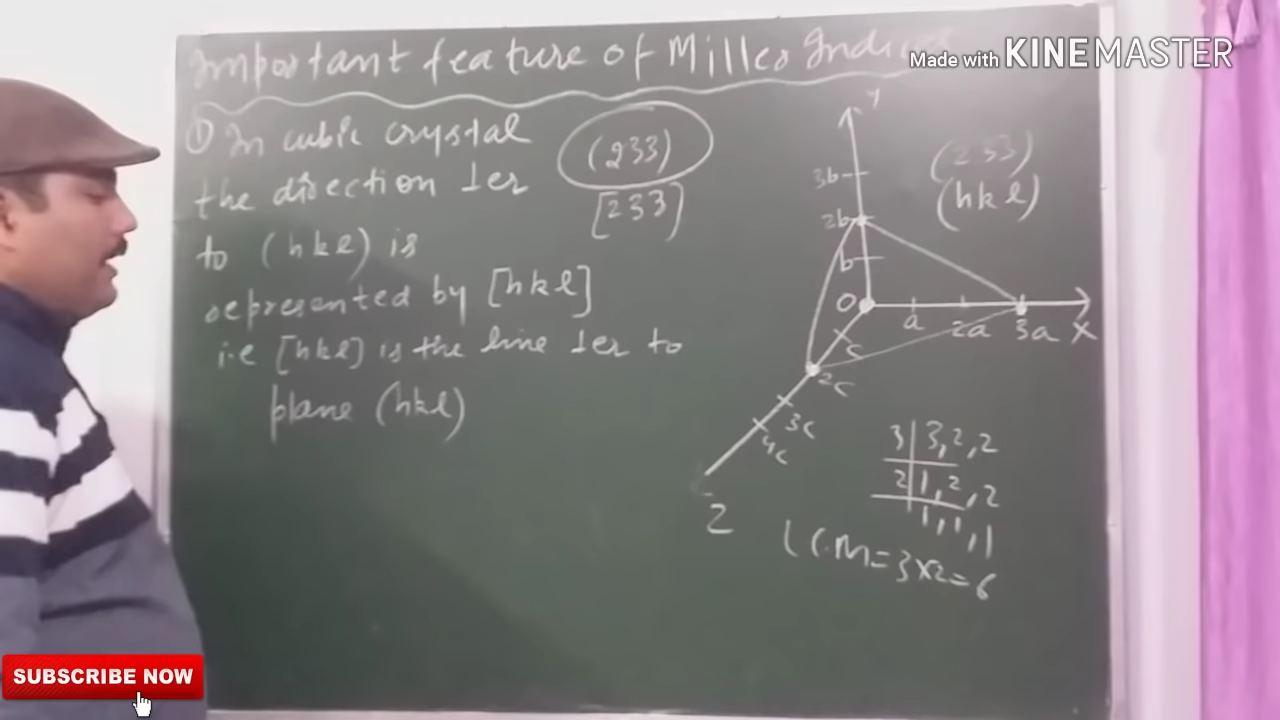 Important feature of Miller Indices
Made with KINEMASTER
① In cubic crystal
the direction ⊥er
to (hkl) is
represented by [hkl]
i.e [hkl] is the line ⊥er to
plane (hkl)
(233)
[233]
(233)
(hkl)
Y
3b
2b
b
O
a 2a 3a X
c
2c
3c
4c
Z
3 | 3, 2, 2
2 | 1, 2, 2
1, 1, 1
L.C.M = 3×2=6
SUBSCRIBE NOW